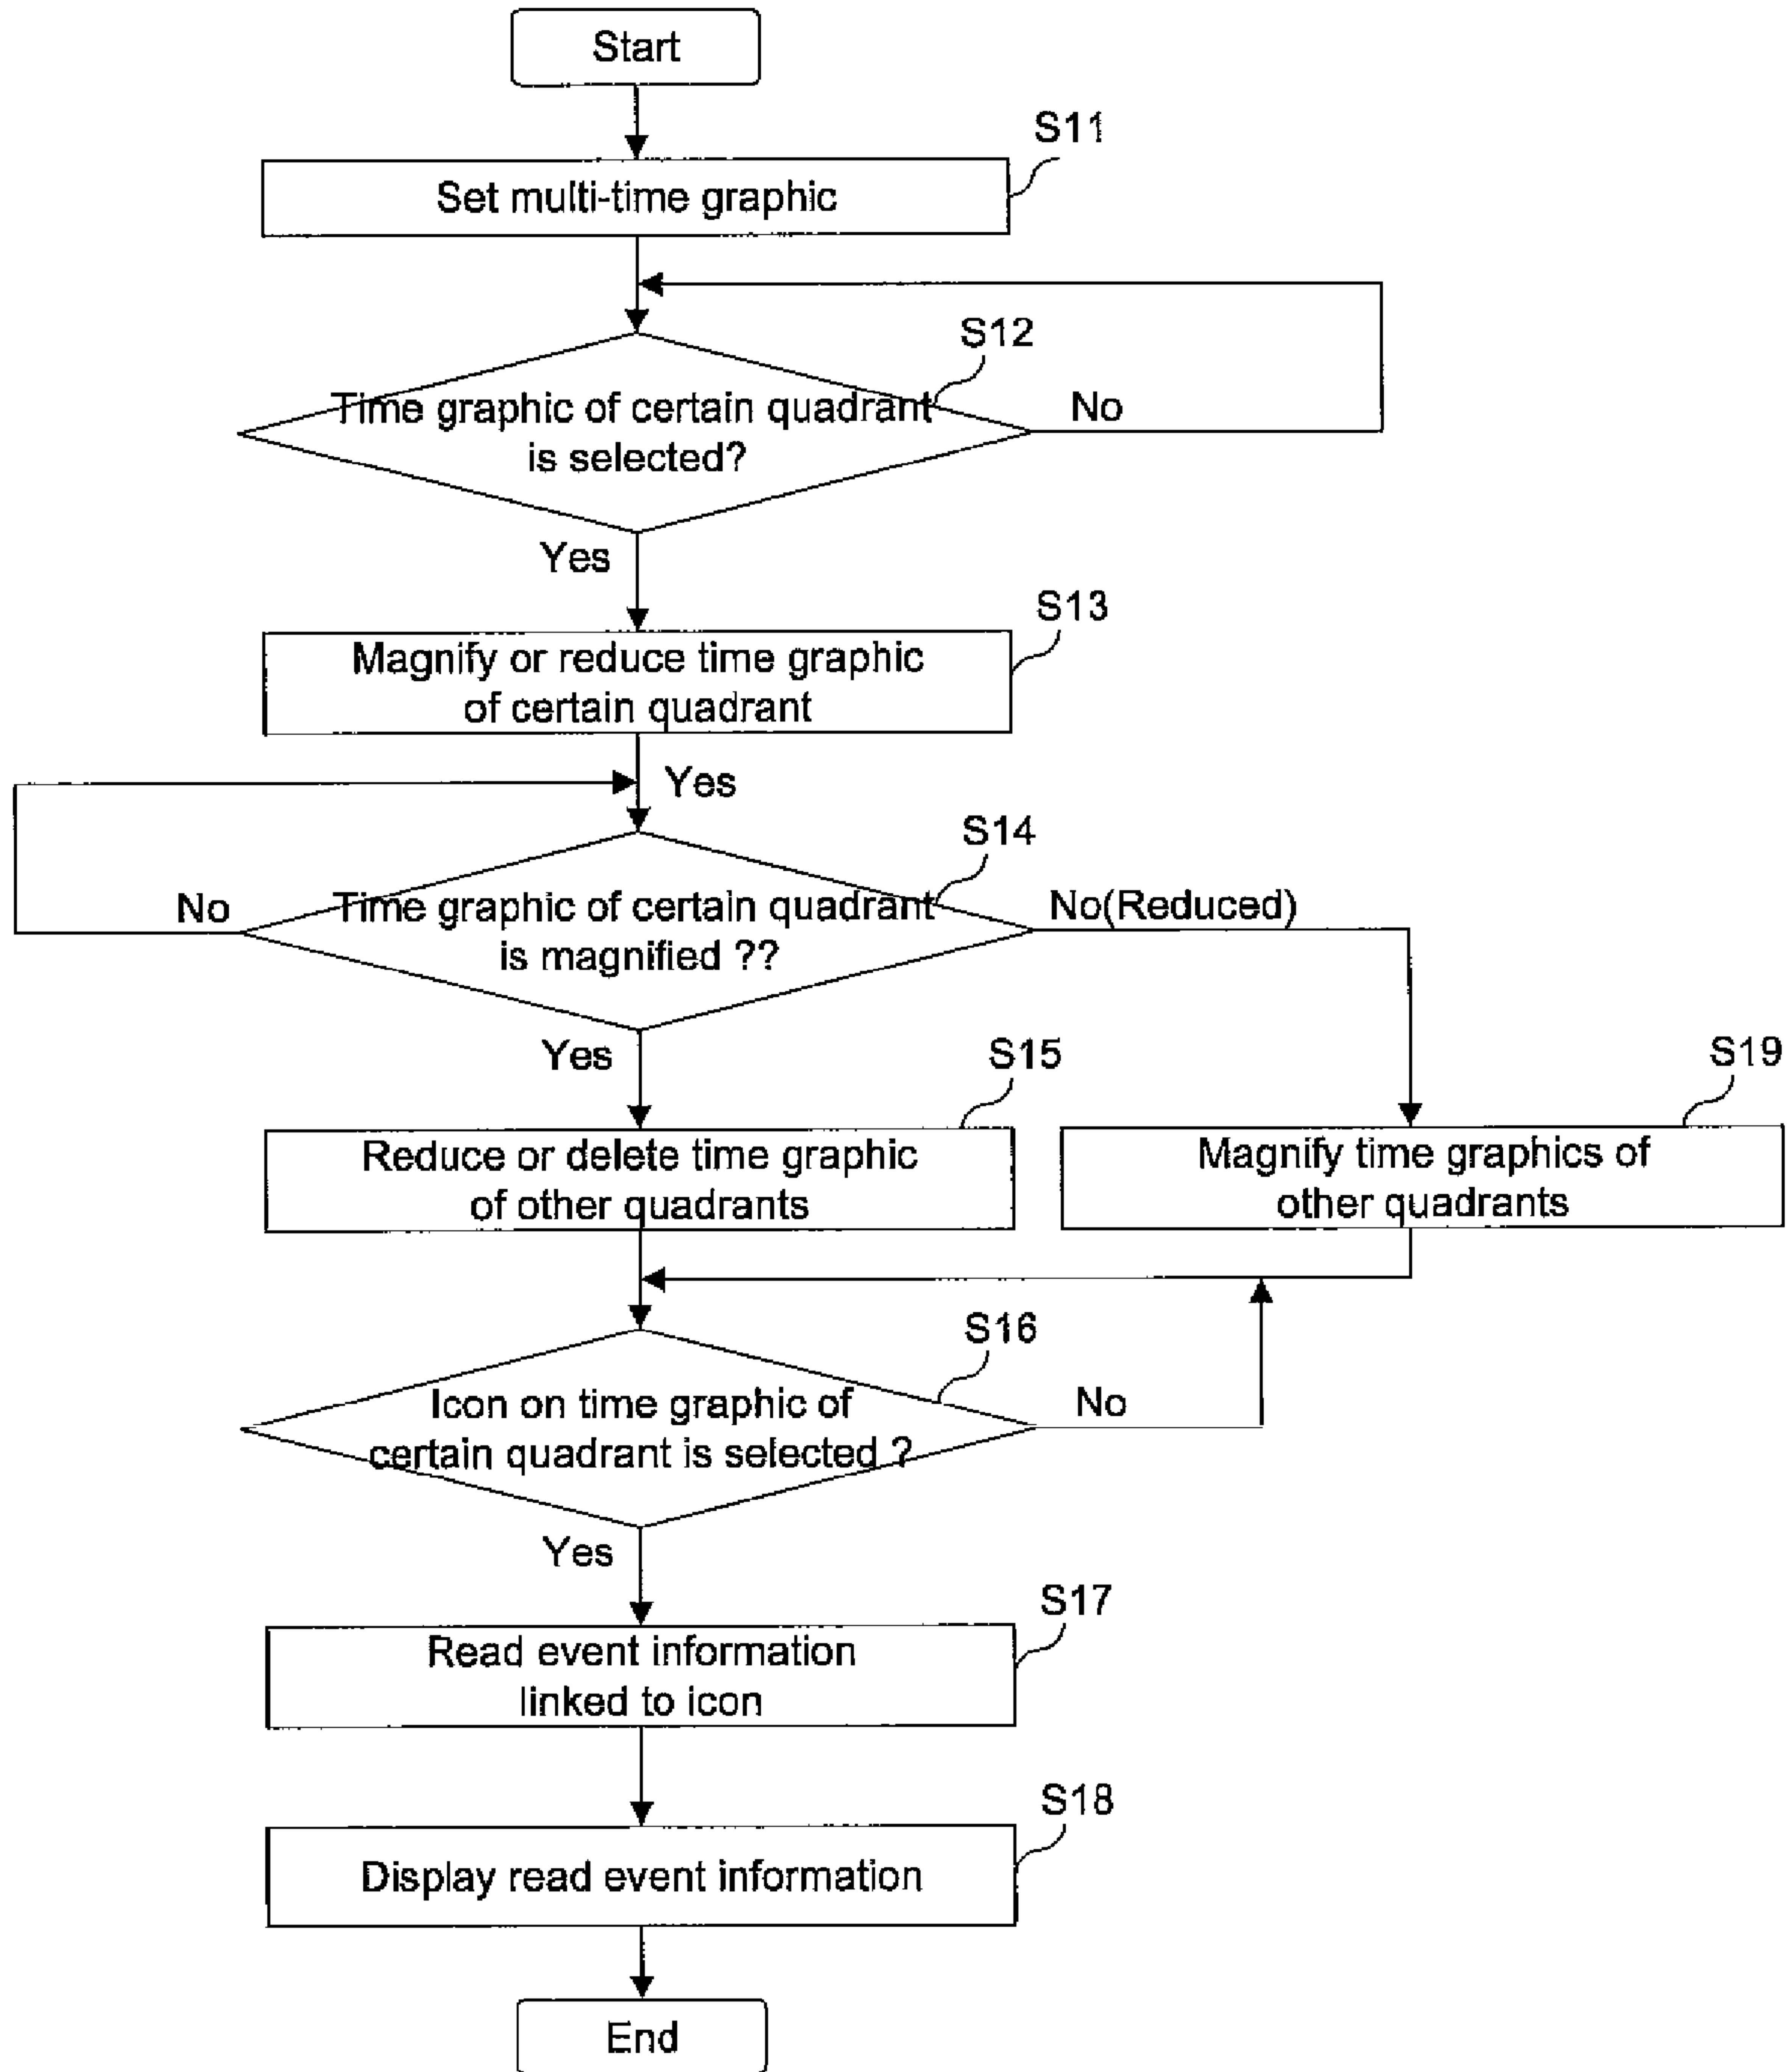 Start
S11
Set multi-time graphic
S12
Time graphic of certain quadrant
is selected?
No
Yes
S13
Magnify or reduce time graphic
of certain quadrant
Yes
S14
No
Time graphic of certain quadrant
is magnified ??
No(Reduced)
Yes
S15
S19
Reduce or delete time graphic
of other quadrants
Magnify time graphics of
other quadrants
S16
Icon on time graphic of
certain quadrant is selected ?
No
Yes
S17
Read event information
linked to icon
S18
Display read event information
End